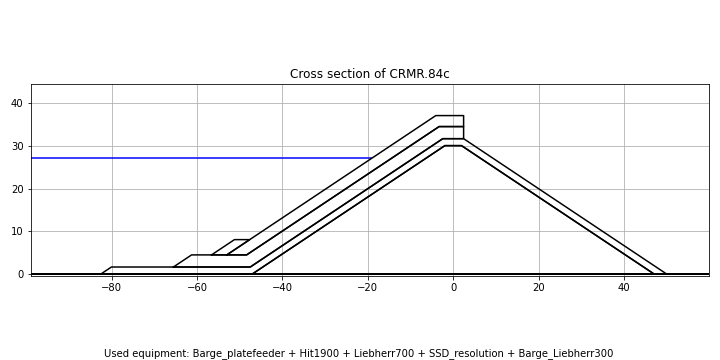 Cross section of CRMR.84c
40
30
20
10
0
−80 −60 −40 −20 0 20 40
Used equipment: Barge_platefeeder + Hit1900 + Liebherr700 + SSD_resolution + Barge_Liebherr300